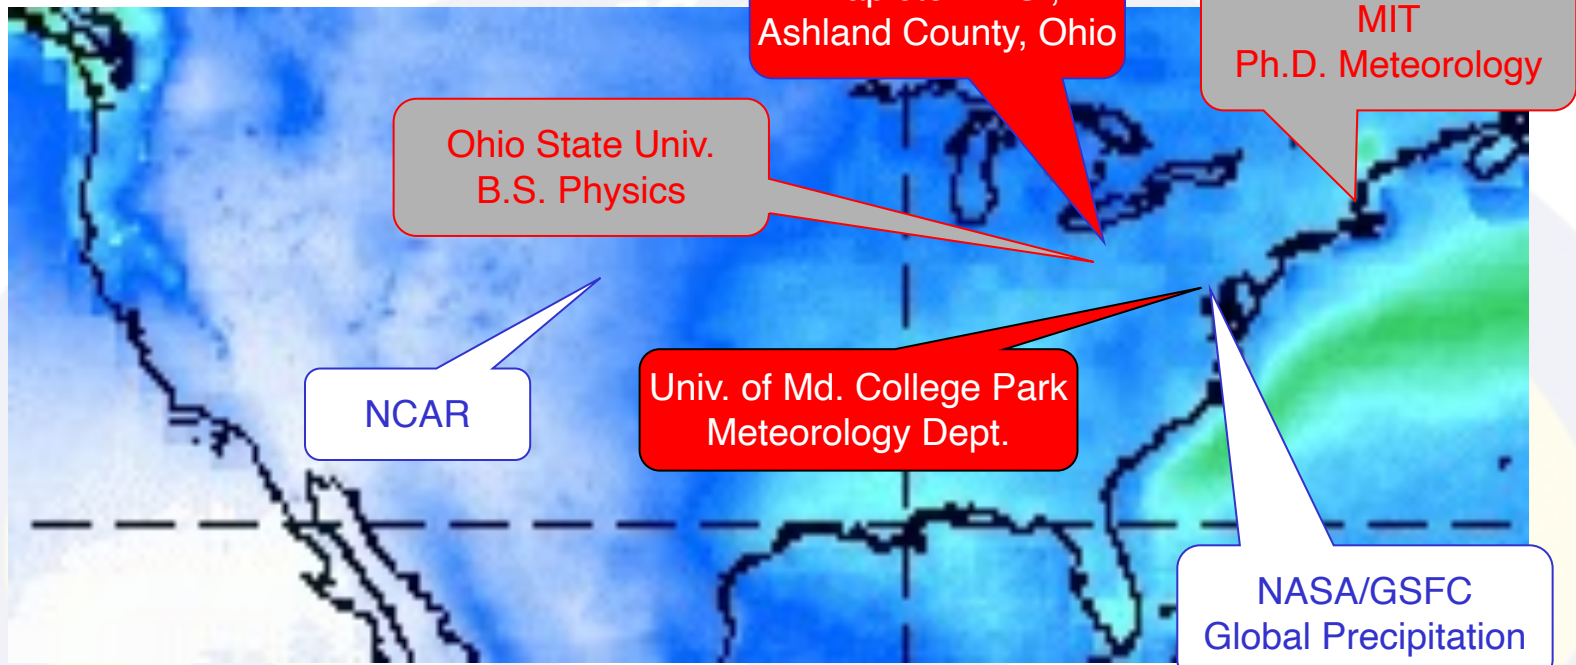 Ashland County, Ohio
MIT
Ph.D. Meteorology
Ohio State Univ.
B.S. Physics
NCAR
Univ. of Md. College Park
Meteorology Dept.
NASA/GSFC
Global Precipitation